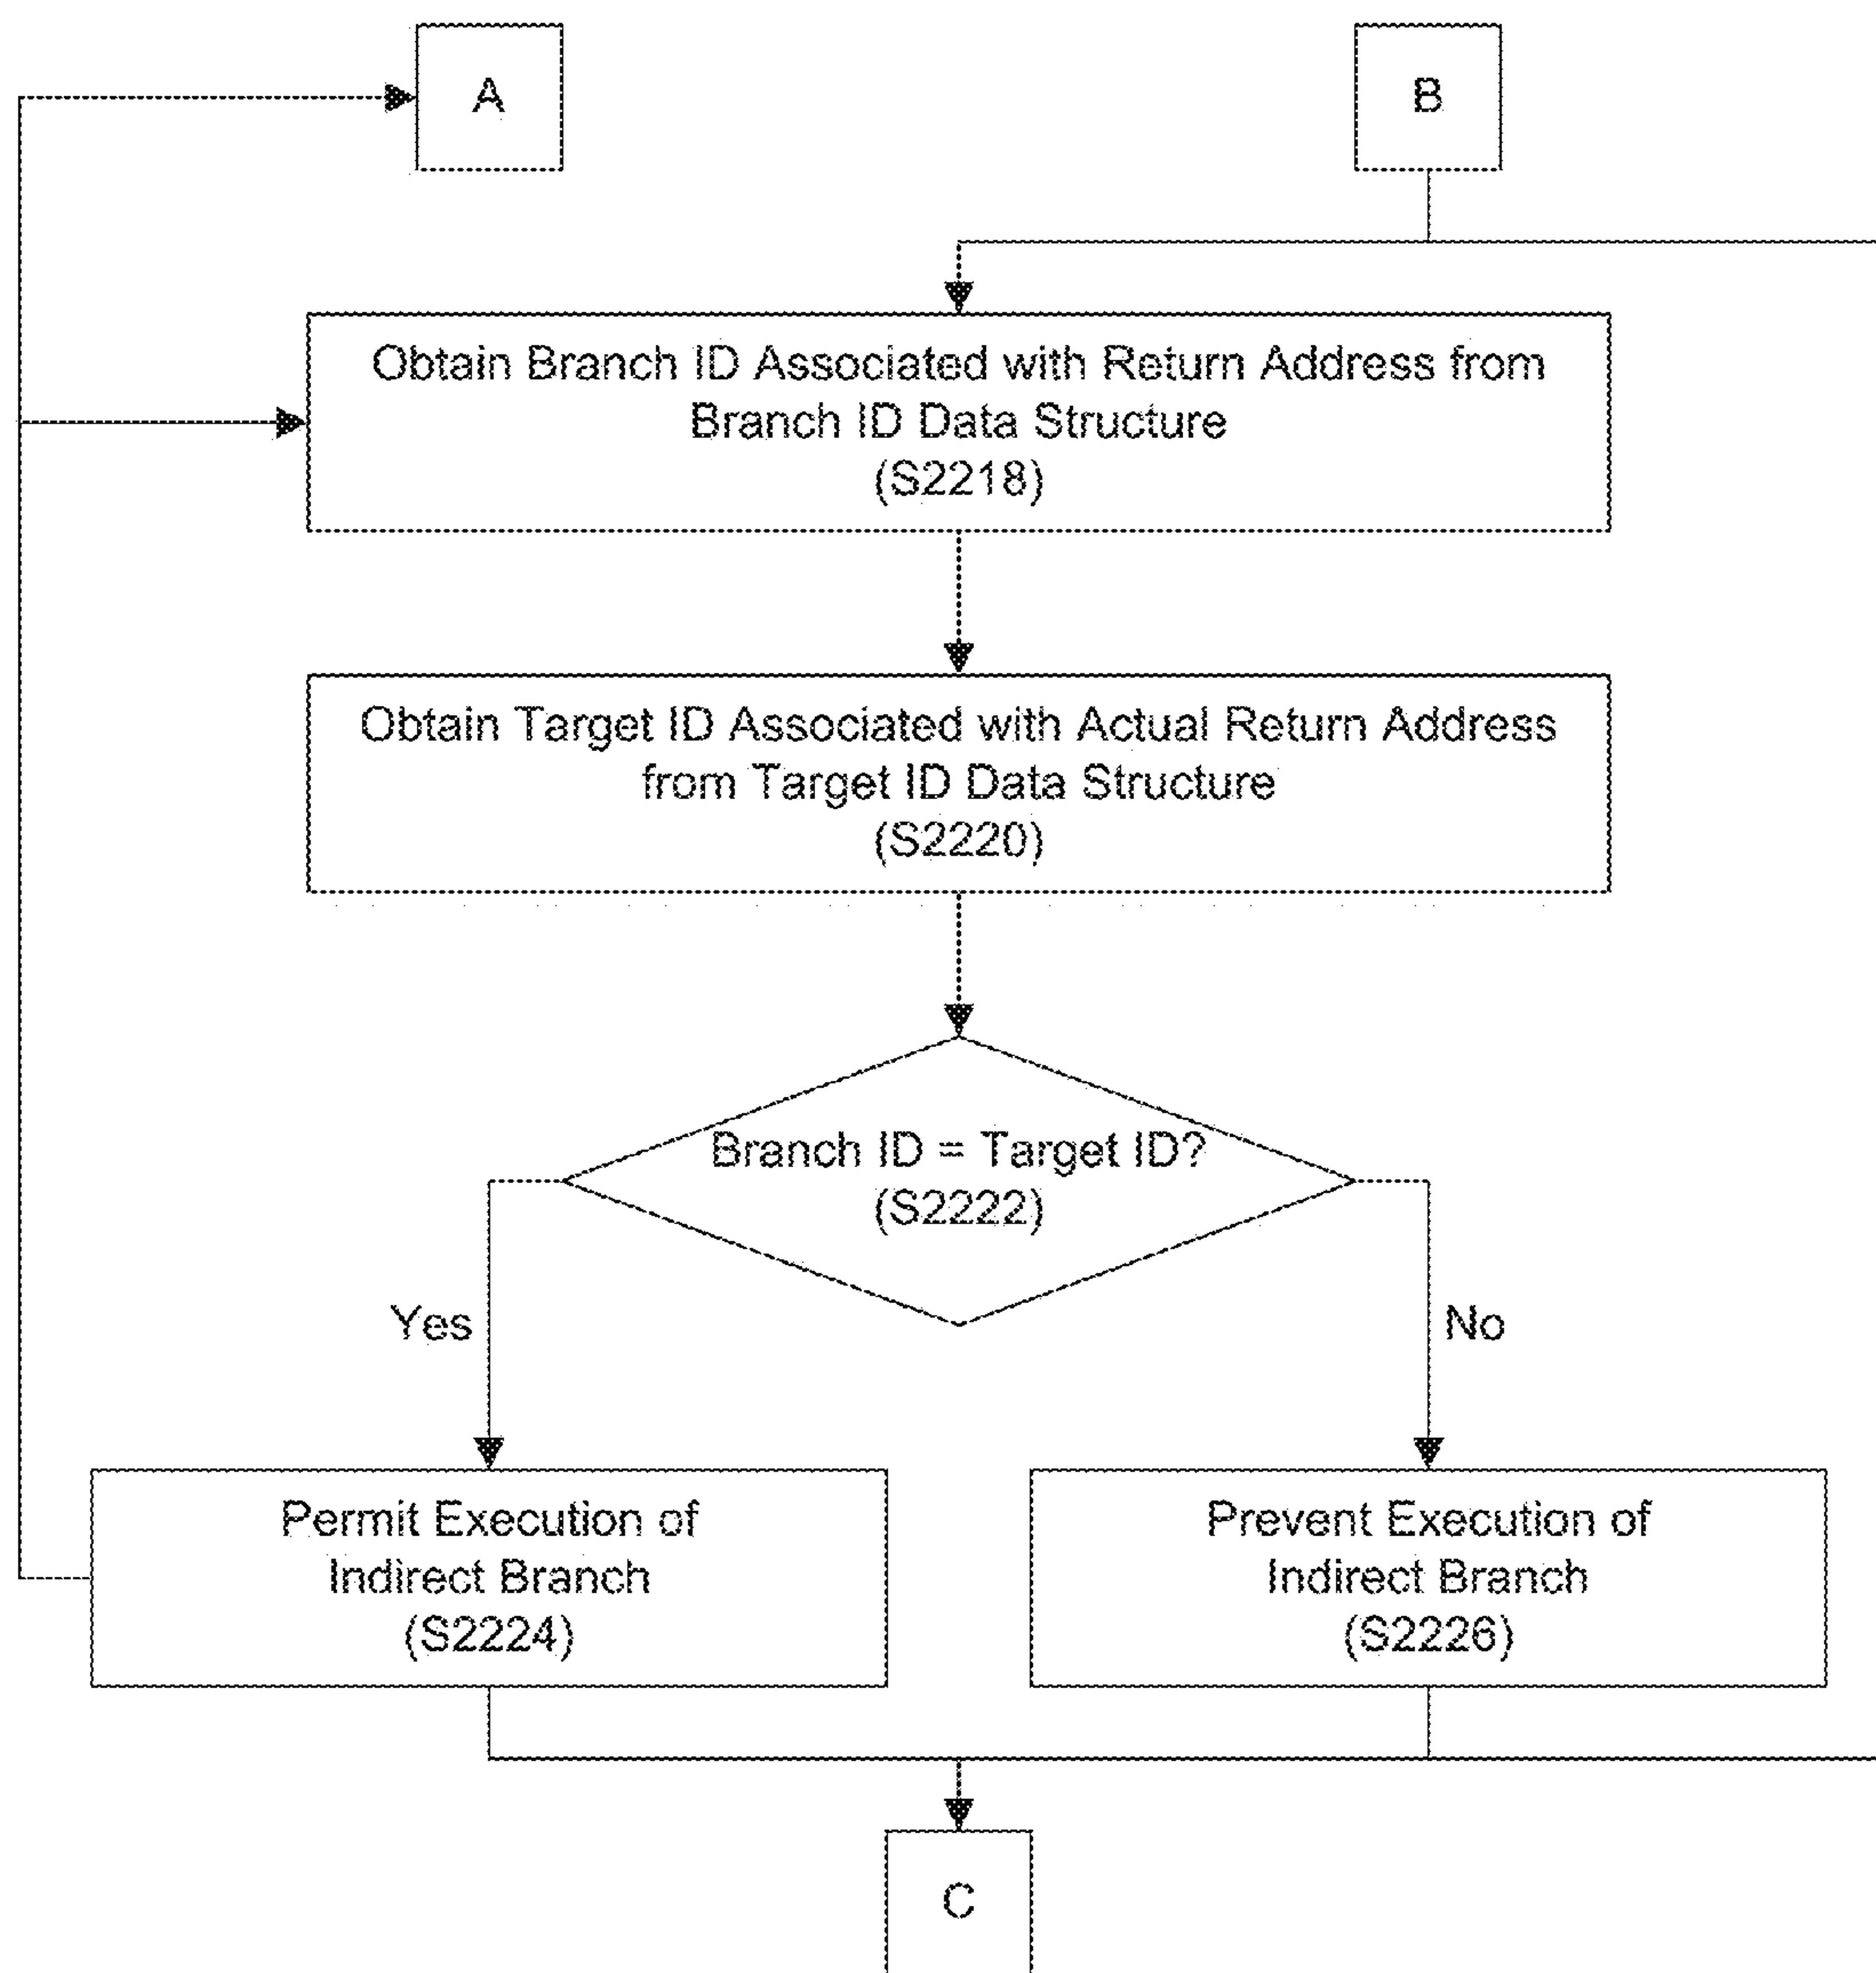 A
B
Obtain Branch ID Associated with Return Address from
Branch ID Data Structure
(S2218)
Obtain Target ID Associated with Actual Return Address
from Target ID Data Structure
(S2220)
Branch ID = Target ID?
(S2222)
Yes
No
Permit Execution of
Indirect Branch
(S2224)
Prevent Execution of
Indirect Branch
(S2226)
C